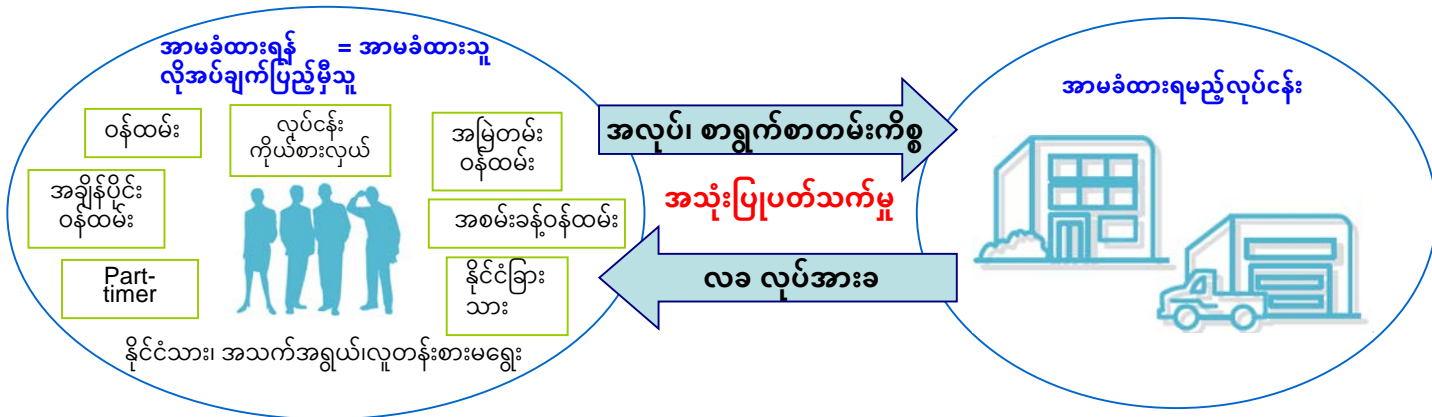 အာမခံထားရန် = အာမခံထားသူ
လိုအပ်ချက်ပြည့်မှီသူ
ဝန်ထမ်း
လုပ်ငန်း
ကိုယ်စားလှယ်
အမြဲတမ်း
ဝန်ထမ်း
အချိန်ပိုင်း
ဝန်ထမ်း
အစမ်းခန့်ဝန်ထမ်း
Part-
timer
နိုင်ငံခြား
သား
နိုင်ငံသား၊ အသက်အရွယ်၊လူတန်းစားမရွေး
အလုပ်၊ စာရွက်စာတမ်းကိစ္စ
အသုံးပြုပတ်သက်မှု
လခ လုပ်အားခ
အာမခံထားရမည့်လုပ်ငန်း